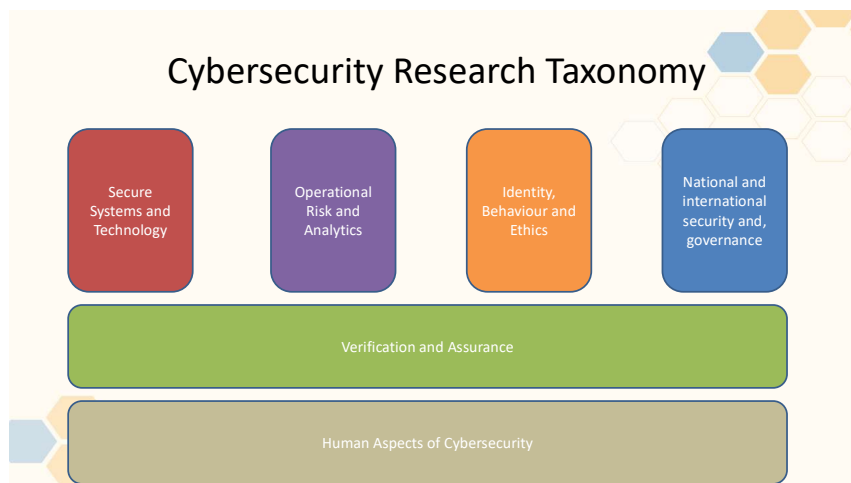 Cybersecurity Research Taxonomy
Secure
Systems and
Technology
Operational
Risk and
Analytics
Identity,
Behaviour and
Ethics
National and
international
security and,
governance
Verification and Assurance
Human Aspects of Cybersecurity